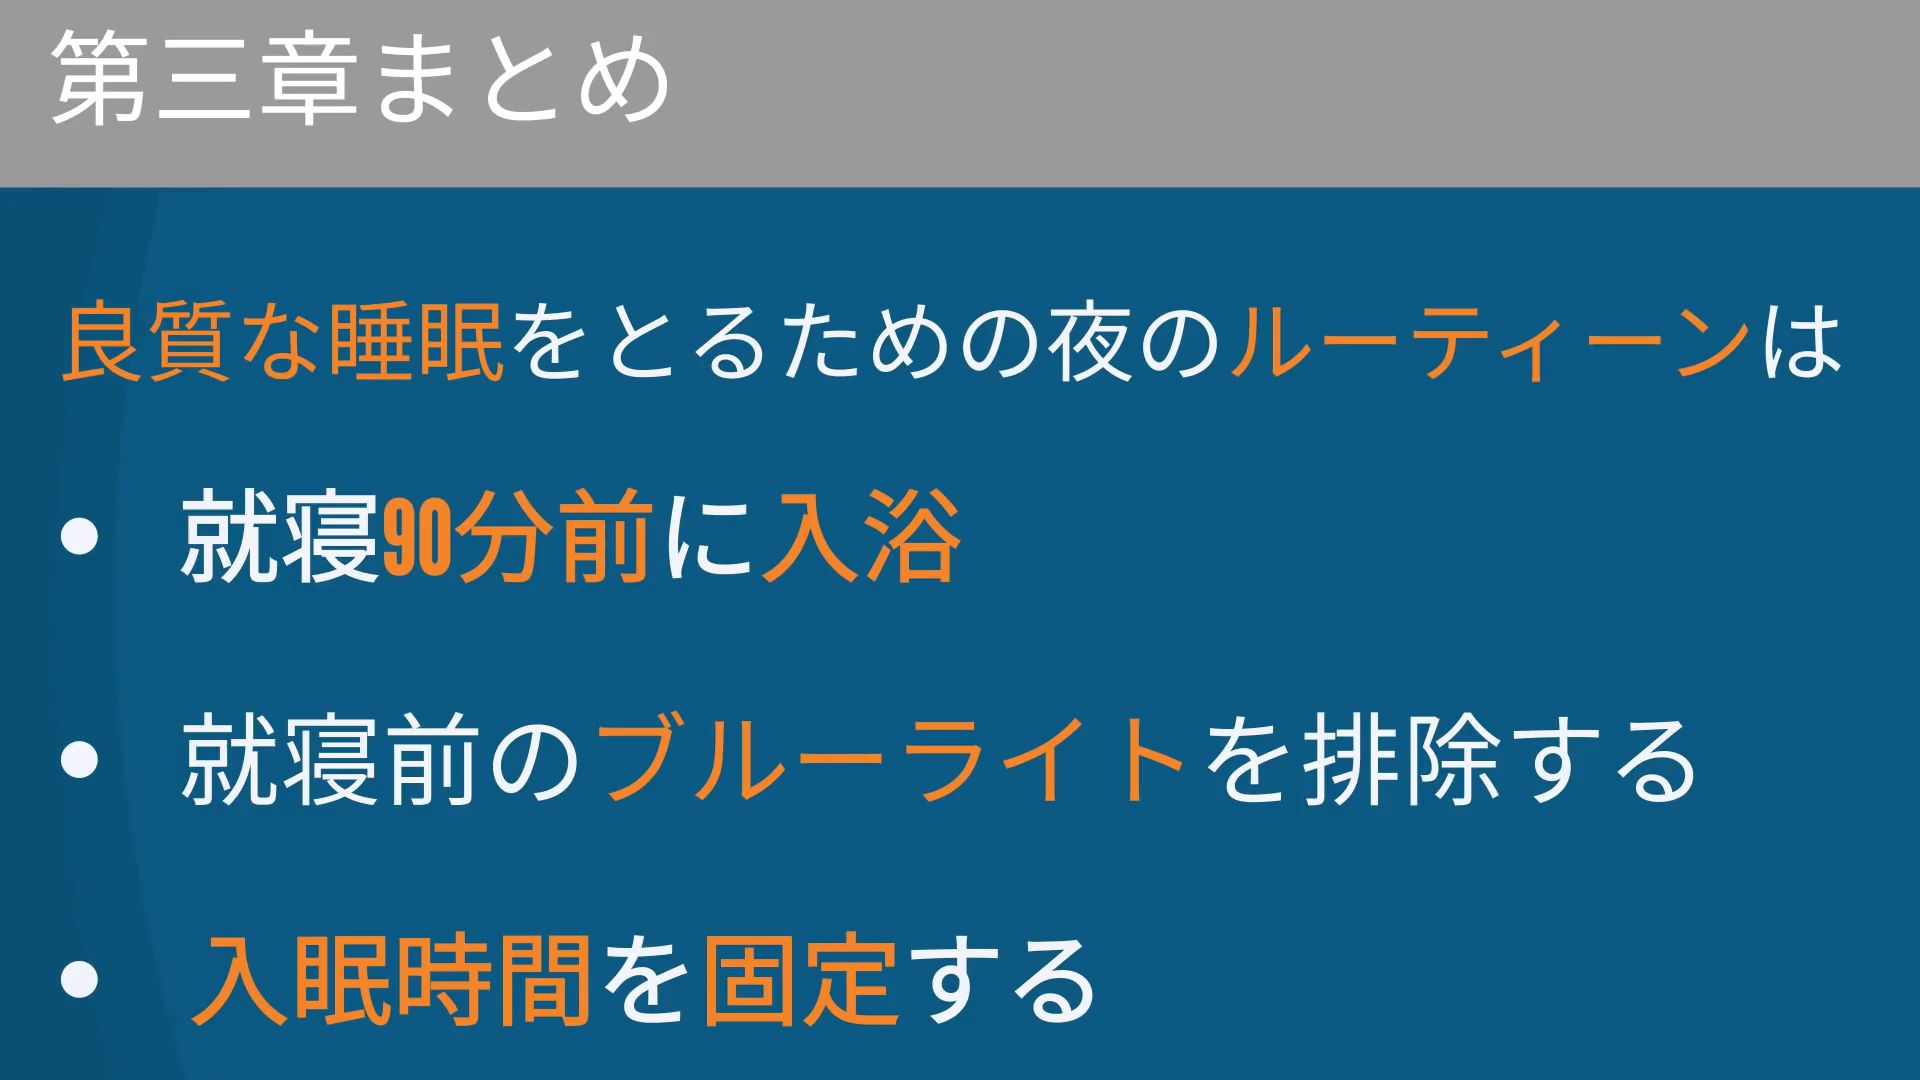 第三章まとめ
良質な睡眠をとるための夜のルーティーンは
• 就寝90分前に入浴
• 就寝前のブルーライトを排除する
• 入眠時間を固定する